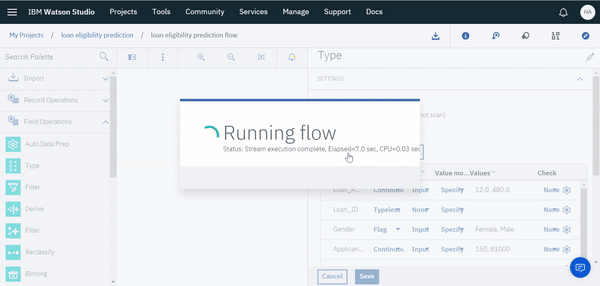 IBM Watson Studio Projects Tools Community Services Manage Support Docs HA
My Projects / loan eligibility prediction / loan eligibility prediction flow
Search Palette
Type
Import
SETTINGS
Record Operations
Field Operations
not scan)
Auto Data Prep
Type
Filter
Derive
Filler
Reclassify
Binning
Running flow
Status: Stream execution complete, Elapsed=7.0 sec, CPU=0.03 sec
Value mo... Values Check
Loan_A... Continuous Input Specify 12.0, 480.0 None
Loan_ID Typeless None Specify None
Gender Flag Input Specify Female, Male None
Applican... Continuous Input Specify 150, 81000 None
Cancel Save